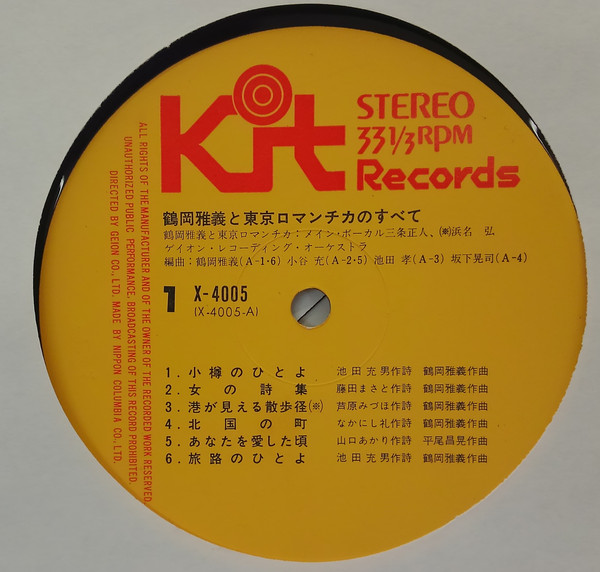 Kit
STEREO
33 1/3 RPM
Records
鶴岡雅義と東京ロマンチカのすべて
鶴岡雅義と東京ロマンチカ:メイン・ボーカル三条正人、(※)浜名 弘
ゲイオン・レコーディング・オーケストラ
編曲:鶴岡雅義(A-1・6) 小谷 充(A-2・5) 池田 孝(A-3) 坂下晃司(A-4)
1 X-4005
(X-4005-A)
1. 小樽のひとよ 池田充男作詩 鶴岡雅義作曲
2. 女の詩集 藤田まさと作詩 鶴岡雅義作曲
3. 港が見える散歩径(※) 芦原みづほ作詩 鶴岡雅義作曲
4. 北国の町 なかにし礼作詩 鶴岡雅義作曲
5. あなたを愛した頃 山口あかり作詩 平尾昌晃作曲
6. 旅路のひとよ 池田充男作詩 鶴岡雅義作曲
ALL RIGHTS OF THE MANUFACTURER AND OF THE OWNER OF THE RECORDED WORK RESERVED
UNAUTHORIZED PUBLIC PERFORMANCE, BROADCASTING OF THIS RECORD PROHIBITED.
DIRECTED BY GEION CO., LTD. MADE BY NIPPON COLUMBIA CO., LTD.